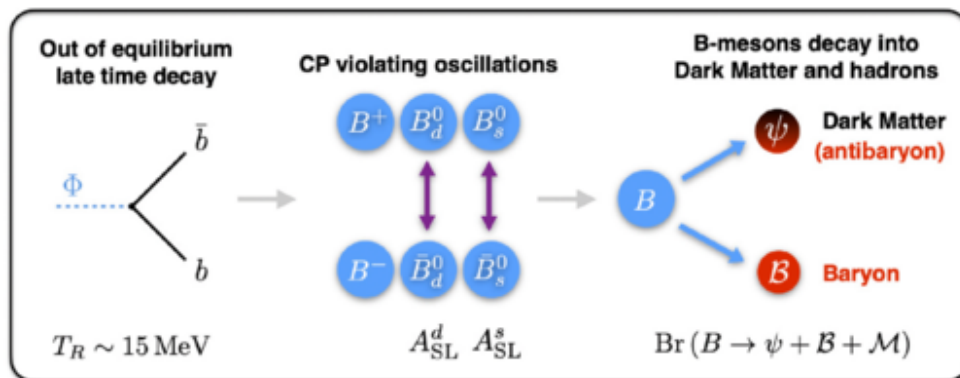 Out of equilibrium
late time decay
Φ
b̄
b
T_R ∼ 15 MeV
CP violating oscillations
B⁺ B⁰_d B⁰_s
B⁻ B̄⁰_d B̄⁰_s
A^d_SL A^s_SL
B-mesons decay into
Dark Matter and hadrons
B
ψ
Dark Matter
(antibaryon)
ℬ
Baryon
Br (B → ψ + ℬ + ℳ)